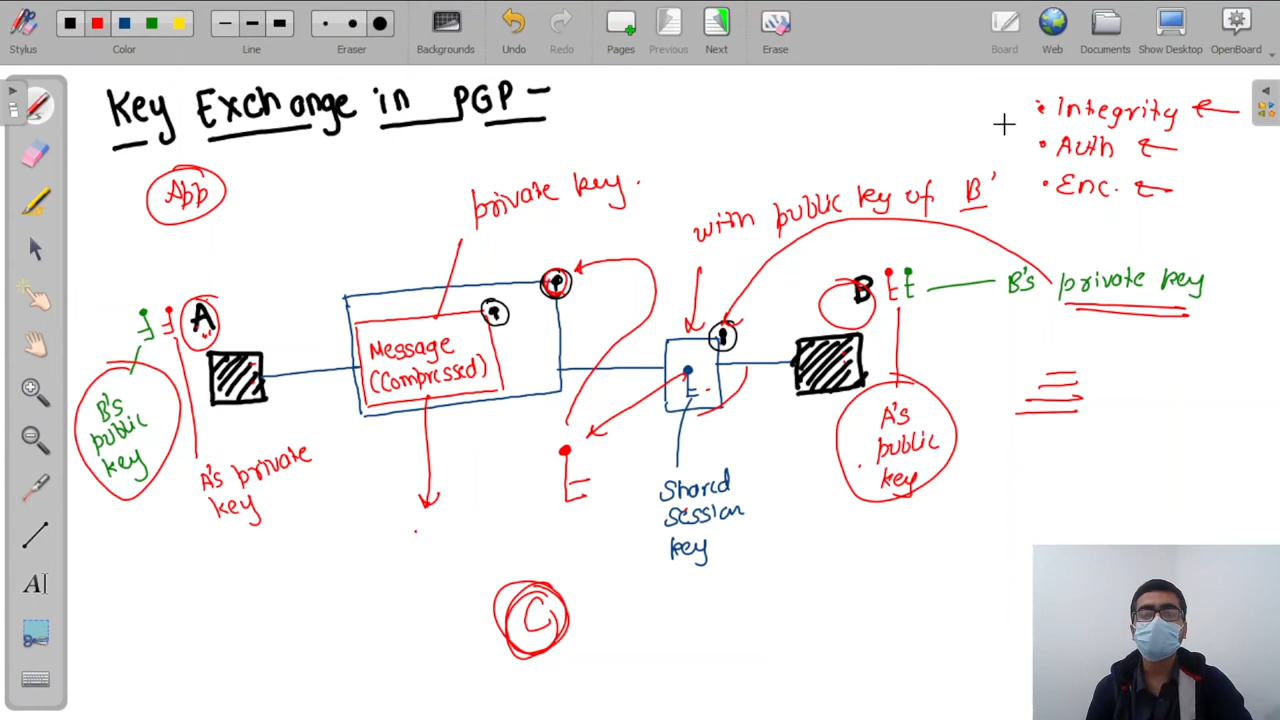 Stylus
Color
Line
Eraser
Backgrounds
Undo
Redo
Pages
Previous
Next
Erase
Board
Web
Documents
Show Desktop
OpenBoard
Key Exchange in PGP -
• Integrity ←
• Auth ←
• Enc. ←
App
private key.
with public key of B'
A
B
B's private key
Message
(Compressed)
B's
public
key
A's private
key
A's
public
key
Shared
session
key
C
AI